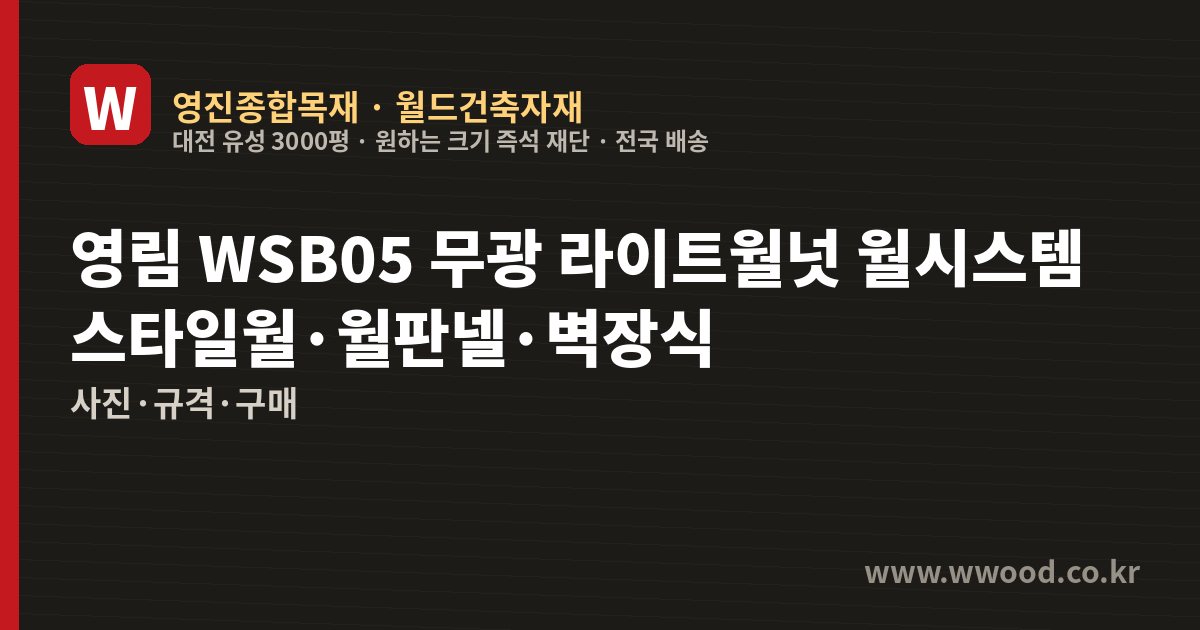 W
영진종합목재 · 월드건축자재
대전 유성 3000평 · 원하는 크기 즉석 재단 · 전국 배송
영림 WSB05 무광 라이트월넛 월시스템
스타일월·월판넬·벽장식
사진·규격·구매
www.wwood.co.kr